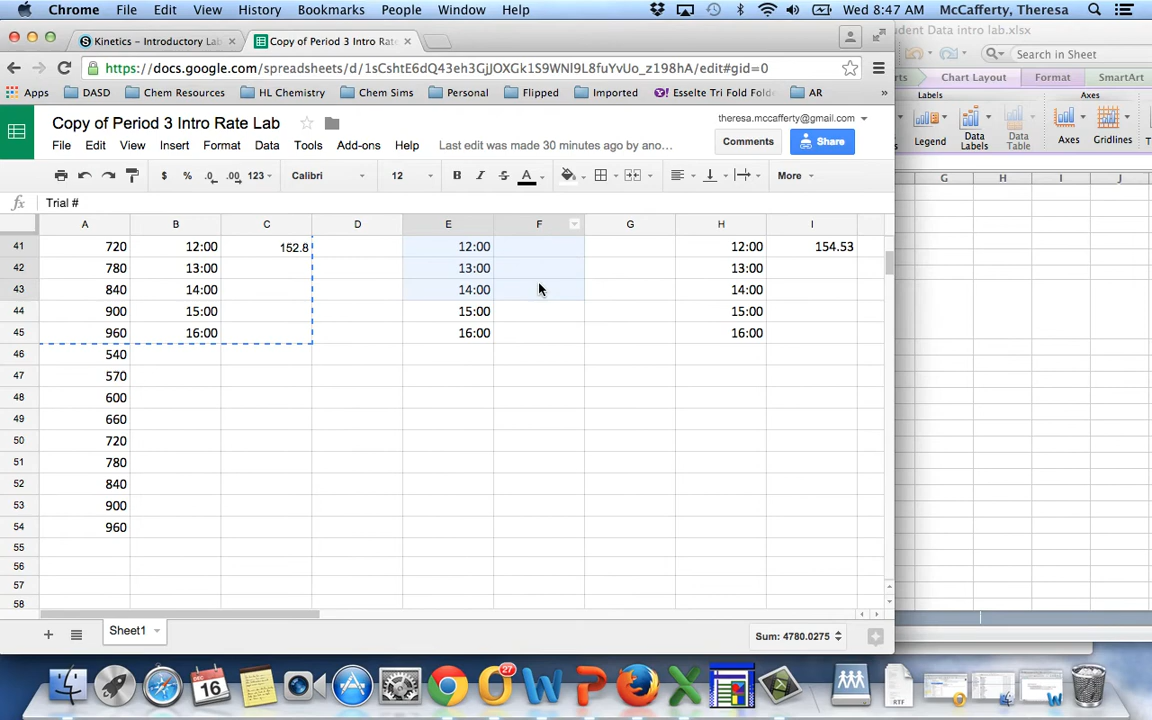 Chrome File Edit View History Bookmarks People Window Help Wed 8:47 AM McCafferty, Theresa
Kinetics – Introductory Lab × Copy of Period 3 Intro Rate × dent Data intro lab.xlsx
https://docs.google.com/spreadsheets/d/1sCshtE6dQ43eh3GjJOXGk1S9WNl9L8fuYvUo_z198hA/edit#gid=0 Search in Sheet
Apps DASD Chem Resources HL Chemistry Chem Sims Personal Flipped Imported Esselte Tri Fold Fold AR » rts Chart Layout Format SmartArt
Labels Axes
Copy of Period 3 Intro Rate Lab theresa.mccafferty@gmail.com
File Edit View Insert Format Data Tools Add-ons Help Last edit was made 30 minutes ago by ano... Comments Share
Legend Data Labels Data Table Axes Gridlines
$ % .0 .00 123 Calibri 12 B I S A More
fx Trial #
A B C D E F G H I
G H I J
41 720 12:00 152.8 12:00 12:00 154.53
42 780 13:00 13:00 13:00
43 840 14:00 14:00 14:00
44 900 15:00 15:00 15:00
45 960 16:00 16:00 16:00
46 540
47 570
48 600
49 660
50 720
51 780
52 840
53 900
54 960
55
56
57
58
+ Sheet1 Sum: 4780.0275
DEC 16 27 RTF